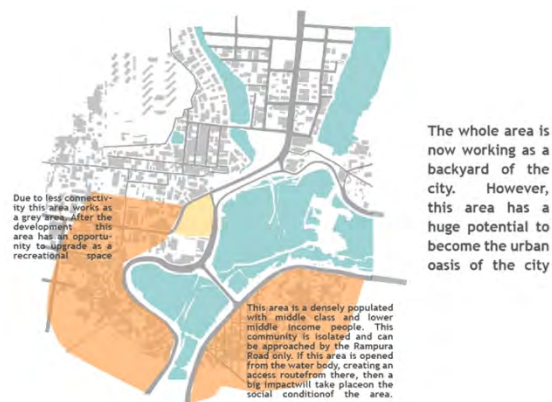 The whole area is
now working as a
backyard of the
city. However,
this area has a
huge potential to
become the urban
oasis of the city
Due to less connectiv-
ity this area works as
a grey area. After the
development this
area has an opportu-
nity to upgrade as a
recreational space
This area is a densely populated
with middle class and lower
middle income people. This
community is isolated and can
be approached by the Rampura
Road only. If this area is opened
from the water body, creating an
access routefrom there, then a
big impactwill take placeon the
social conditionof the area.